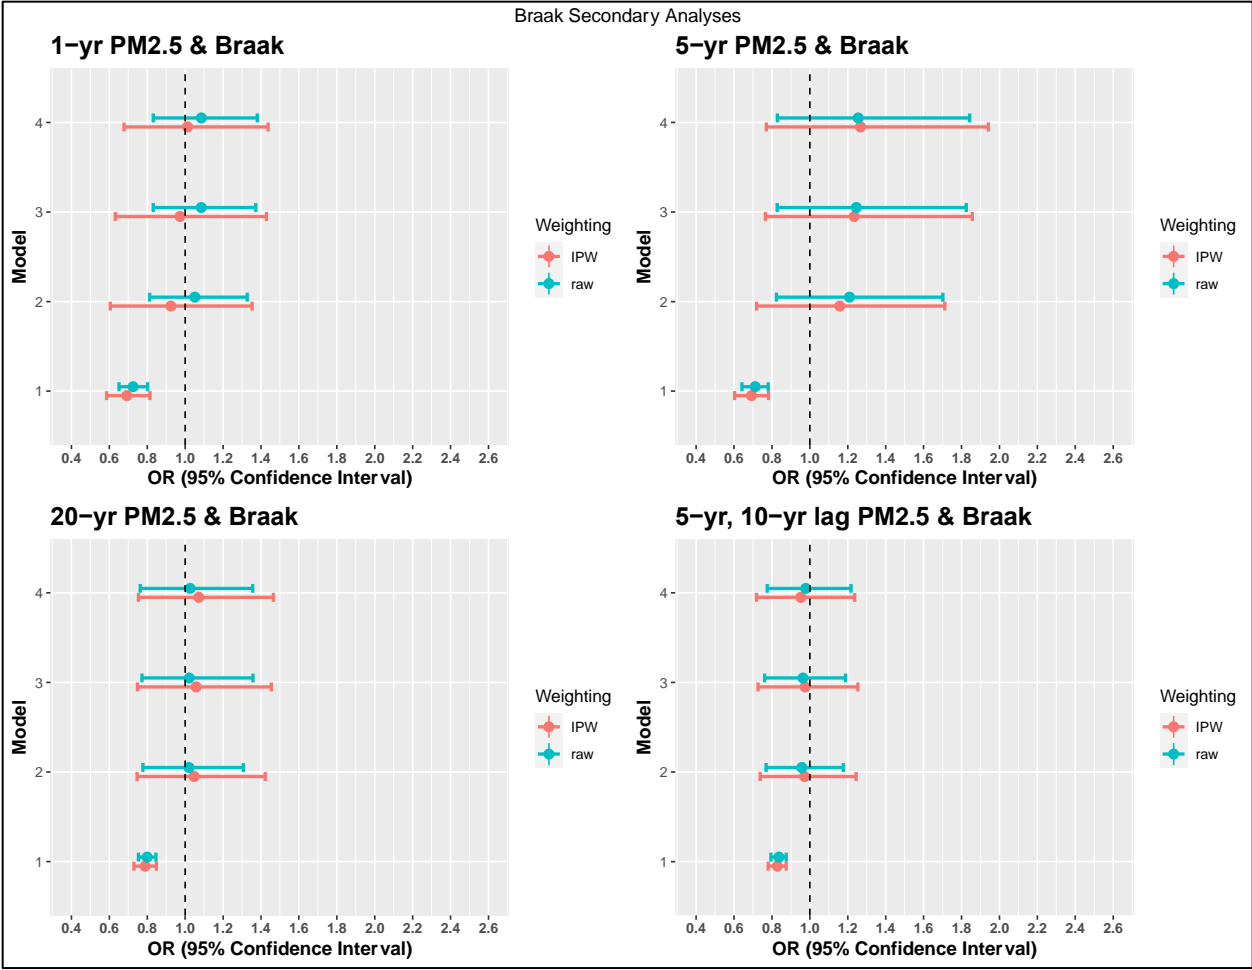 Braak Secondary Analyses
1−yr PM2.5 & Braak
4
3
2
1
Model
0.4 0.6 0.8 1.0 1.2 1.4 1.6 1.8 2.0 2.2 2.4 2.6
OR (95% Confidence Interval)
Weighting
IPW
raw
5−yr PM2.5 & Braak
4
3
2
1
Model
0.4 0.6 0.8 1.0 1.2 1.4 1.6 1.8 2.0 2.2 2.4 2.6
OR (95% Confidence Interval)
Weighting
IPW
raw
20−yr PM2.5 & Braak
4
3
2
1
Model
0.4 0.6 0.8 1.0 1.2 1.4 1.6 1.8 2.0 2.2 2.4 2.6
OR (95% Confidence Interval)
Weighting
IPW
raw
5−yr, 10−yr lag PM2.5 & Braak
4
3
2
1
Model
0.4 0.6 0.8 1.0 1.2 1.4 1.6 1.8 2.0 2.2 2.4 2.6
OR (95% Confidence Interval)
Weighting
IPW
raw